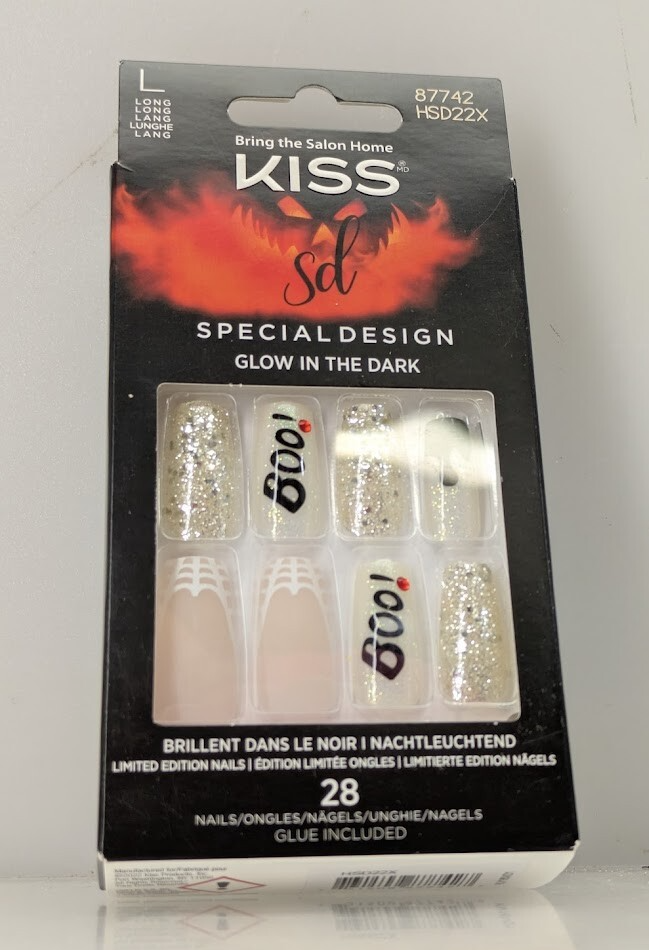 L
LONG
LONG
LANG
LUNGHE
LANG
87742
HSD22X
Bring the Salon Home
KISS® MD
sd
SPECIAL DESIGN
GLOW IN THE DARK
BOO!
BOO!
BRILLENT DANS LE NOIR I NACHTLEUCHTEND
LIMITED EDITION NAILS | ÉDITION LIMITÉE ONGLES | LIMITIERTE EDITION NÄGELS
28
NAILS/ONGLES/NÄGELS/UNGHIE/NAGELS
GLUE INCLUDED
HSD22X